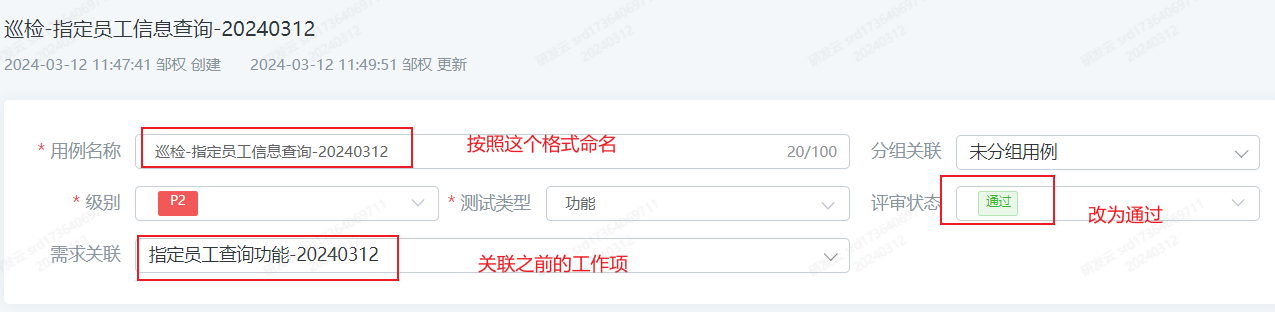 巡检-指定员工信息查询-20240312
2024-03-12 11:47:41 邹权 创建 2024-03-12 11:49:51 邹权 更新
* 用例名称 巡检-指定员工信息查询-20240312 20/100 按照这个格式命名 分组关联 未分组用例
* 级别 P2 * 测试类型 功能 评审状态 通过 改为通过
需求关联 指定员工查询功能-20240312 关联之前的工作项